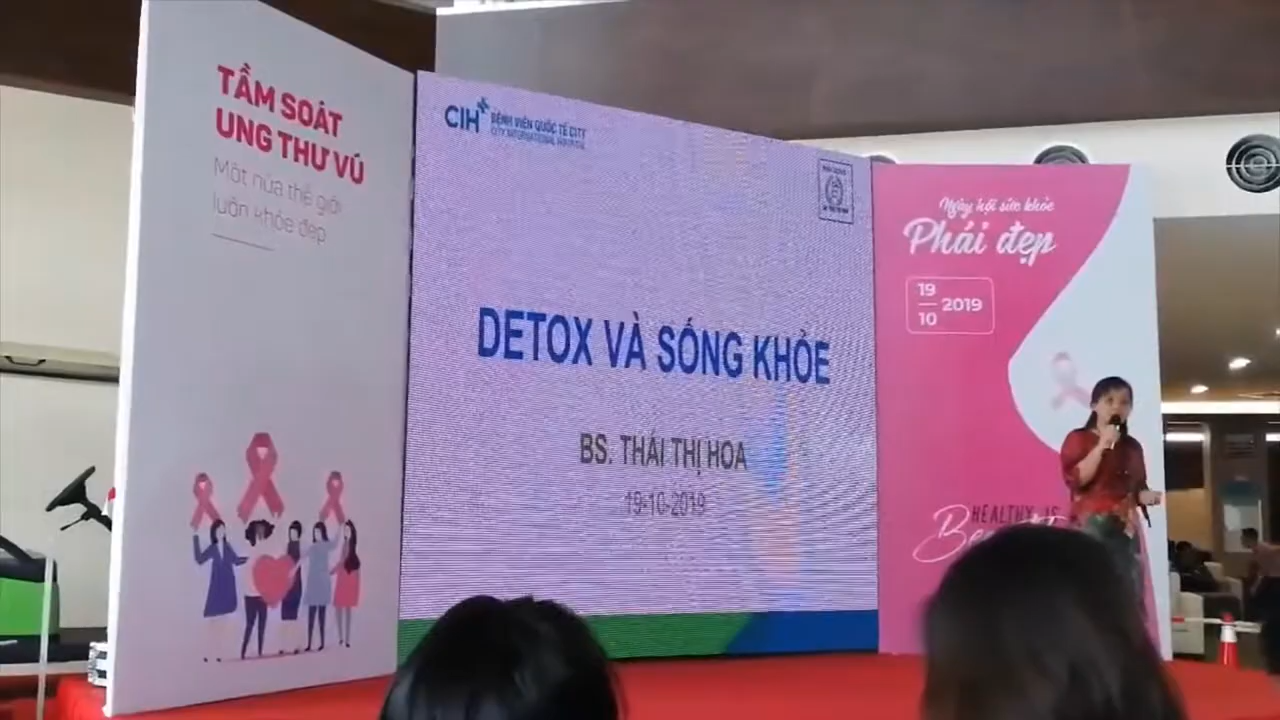 TẦM SOÁT
UNG THƯ VÚ
Một nửa thế giới
luôn khỏe đẹp
CIH
BỆNH VIỆN QUỐC TẾ CITY
CITY INTERNATIONAL HOSPITAL
DETOX VÀ SỐNG KHỎE
BS. THÁI THỊ HOA
19-10-2019
Ngày hội sức khỏe
Phái đẹp
19
10
2019
HEALTHY IS